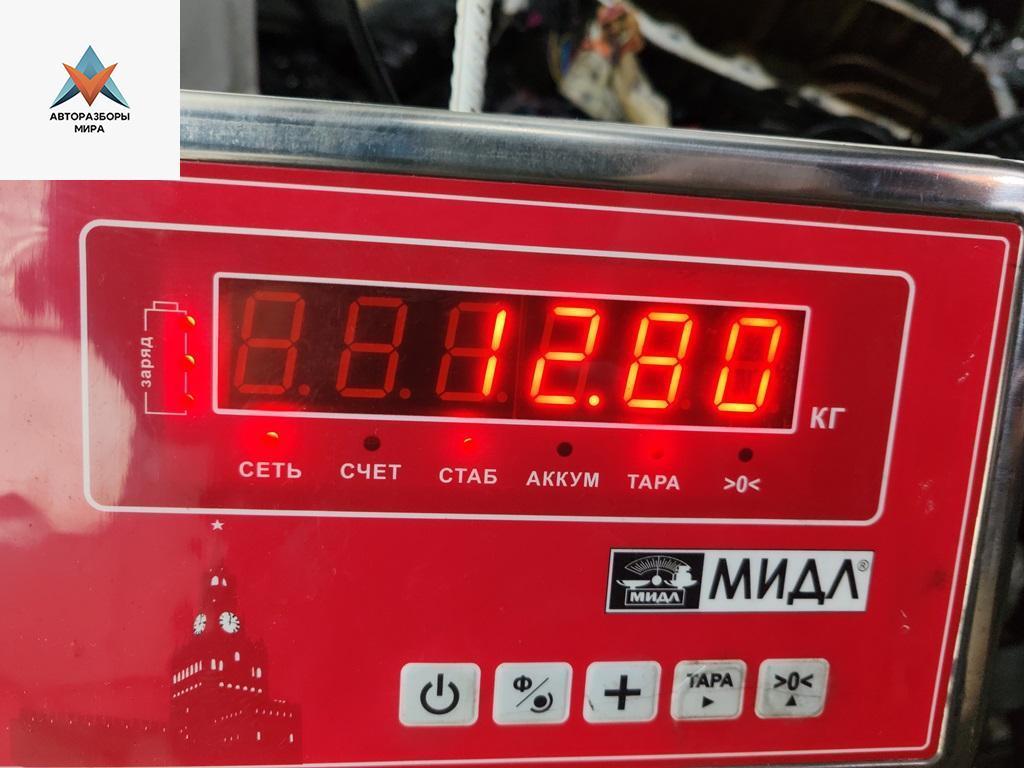 АВТОРАЗБОРЫ
МИРА
заряд
12.80
КГ
СЕТЬ СЧЕТ СТАБ АККУМ ТАРА >0<
МИДЛ МИДЛ®
Ф + ТАРА >0<